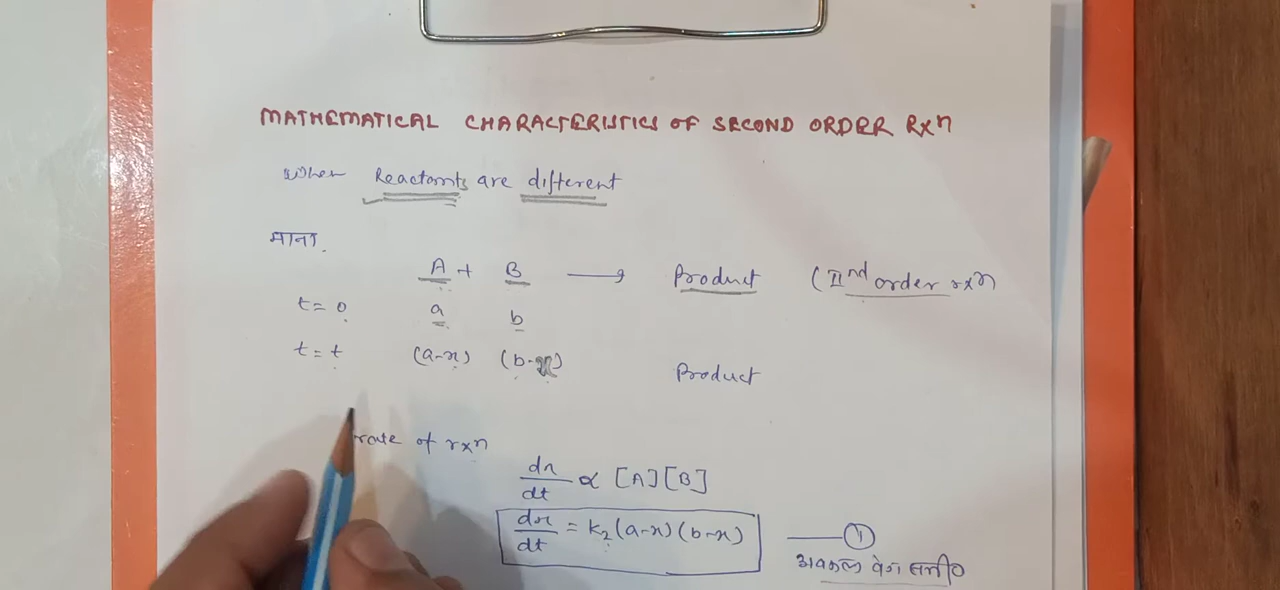 MATHEMATICAL CHARACTERISTICS OF SECOND ORDER Rxn
When Reactants are different
माना.
A + B ⟶ Product (IInd order rxn
t = 0 a b
t = t (a-x) (b-x) Product
rate of rxn
dx/dt ∝ [A][B]
dx/dt = K₂(a-x)(b-x) —— ①
अवकल वेग समी०